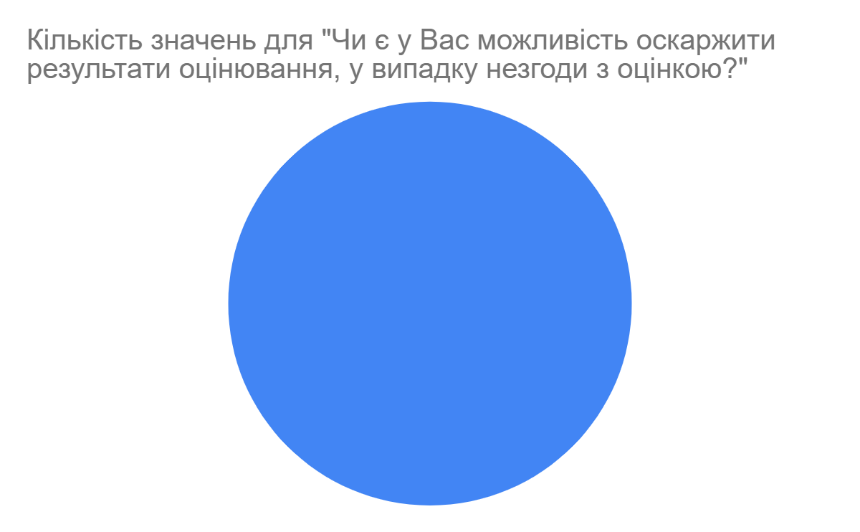 Кількість значень для "Чи є у Вас можливість оскаржити
результати оцінювання, у випадку незгоди з оцінкою?"